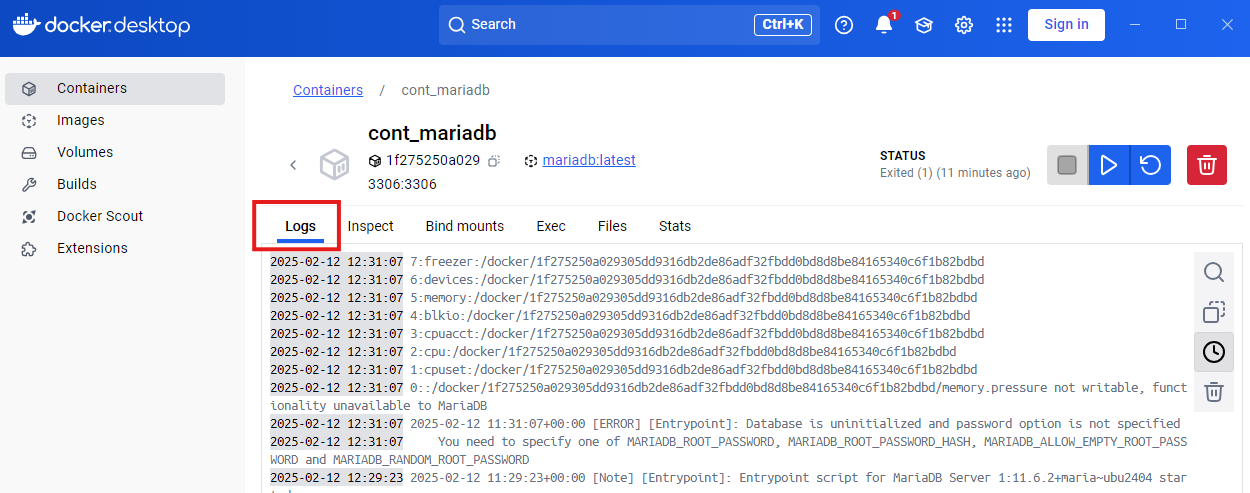 docker.desktop
Search
Ctrl+K
1
Sign in
Containers
Images
Volumes
Builds
Docker Scout
Extensions
Containers / cont_mariadb
cont_mariadb
1f275250a029 mariadb:latest
3306:3306
STATUS
Exited (1) (11 minutes ago)
Logs Inspect Bind mounts Exec Files Stats
2025-02-12 12:31:07 7:freezer:/docker/1f275250a029305dd9316db2de86adf32fbdd0bd8d8be84165340c6f1b82bdbd
2025-02-12 12:31:07 6:devices:/docker/1f275250a029305dd9316db2de86adf32fbdd0bd8d8be84165340c6f1b82bdbd
2025-02-12 12:31:07 5:memory:/docker/1f275250a029305dd9316db2de86adf32fbdd0bd8d8be84165340c6f1b82bdbd
2025-02-12 12:31:07 4:blkio:/docker/1f275250a029305dd9316db2de86adf32fbdd0bd8d8be84165340c6f1b82bdbd
2025-02-12 12:31:07 3:cpuacct:/docker/1f275250a029305dd9316db2de86adf32fbdd0bd8d8be84165340c6f1b82bdbd
2025-02-12 12:31:07 2:cpu:/docker/1f275250a029305dd9316db2de86adf32fbdd0bd8d8be84165340c6f1b82bdbd
2025-02-12 12:31:07 1:cpuset:/docker/1f275250a029305dd9316db2de86adf32fbdd0bd8d8be84165340c6f1b82bdbd
2025-02-12 12:31:07 0::/docker/1f275250a029305dd9316db2de86adf32fbdd0bd8d8be84165340c6f1b82bdbd/memory.pressure not writable, funct
ionality unavailable to MariaDB
2025-02-12 12:31:07 2025-02-12 11:31:07+00:00 [ERROR] [Entrypoint]: Database is uninitialized and password option is not specified
2025-02-12 12:31:07 You need to specify one of MARIADB_ROOT_PASSWORD, MARIADB_ROOT_PASSWORD_HASH, MARIADB_ALLOW_EMPTY_ROOT_PASS
WORD and MARIADB_RANDOM_ROOT_PASSWORD
2025-02-12 12:29:23 2025-02-12 11:29:23+00:00 [Note] [Entrypoint]: Entrypoint script for MariaDB Server 1:11.6.2+maria~ubu2404 star